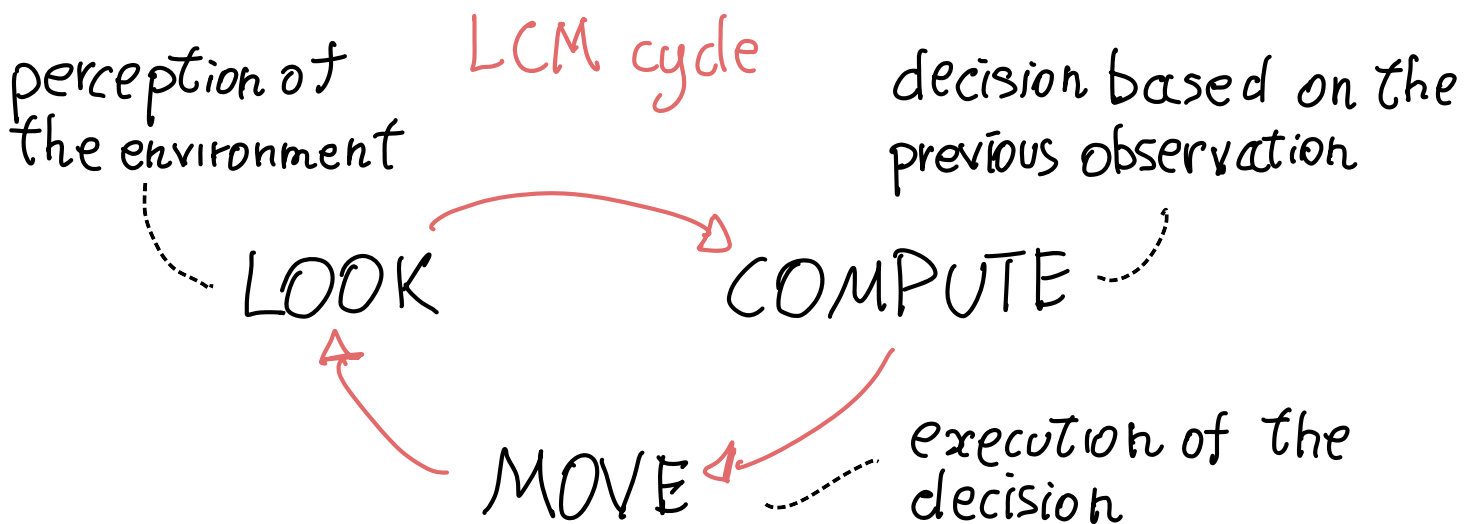 LCM cycle
perception of
the environment
decision based on the
previous observation
LOOK
COMPUTE
MOVE
execution of the
decision